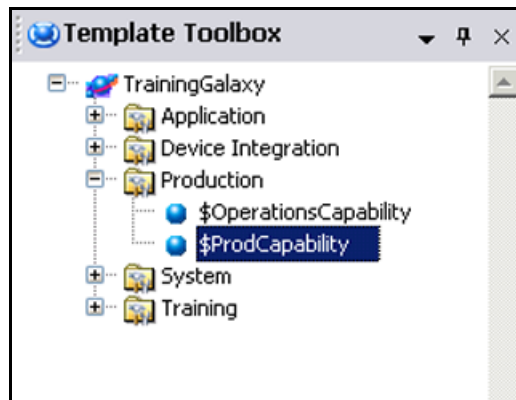 Template Toolbox
TrainingGalaxy
Application
Device Integration
Production
$OperationsCapability
$ProdCapability
System
Training